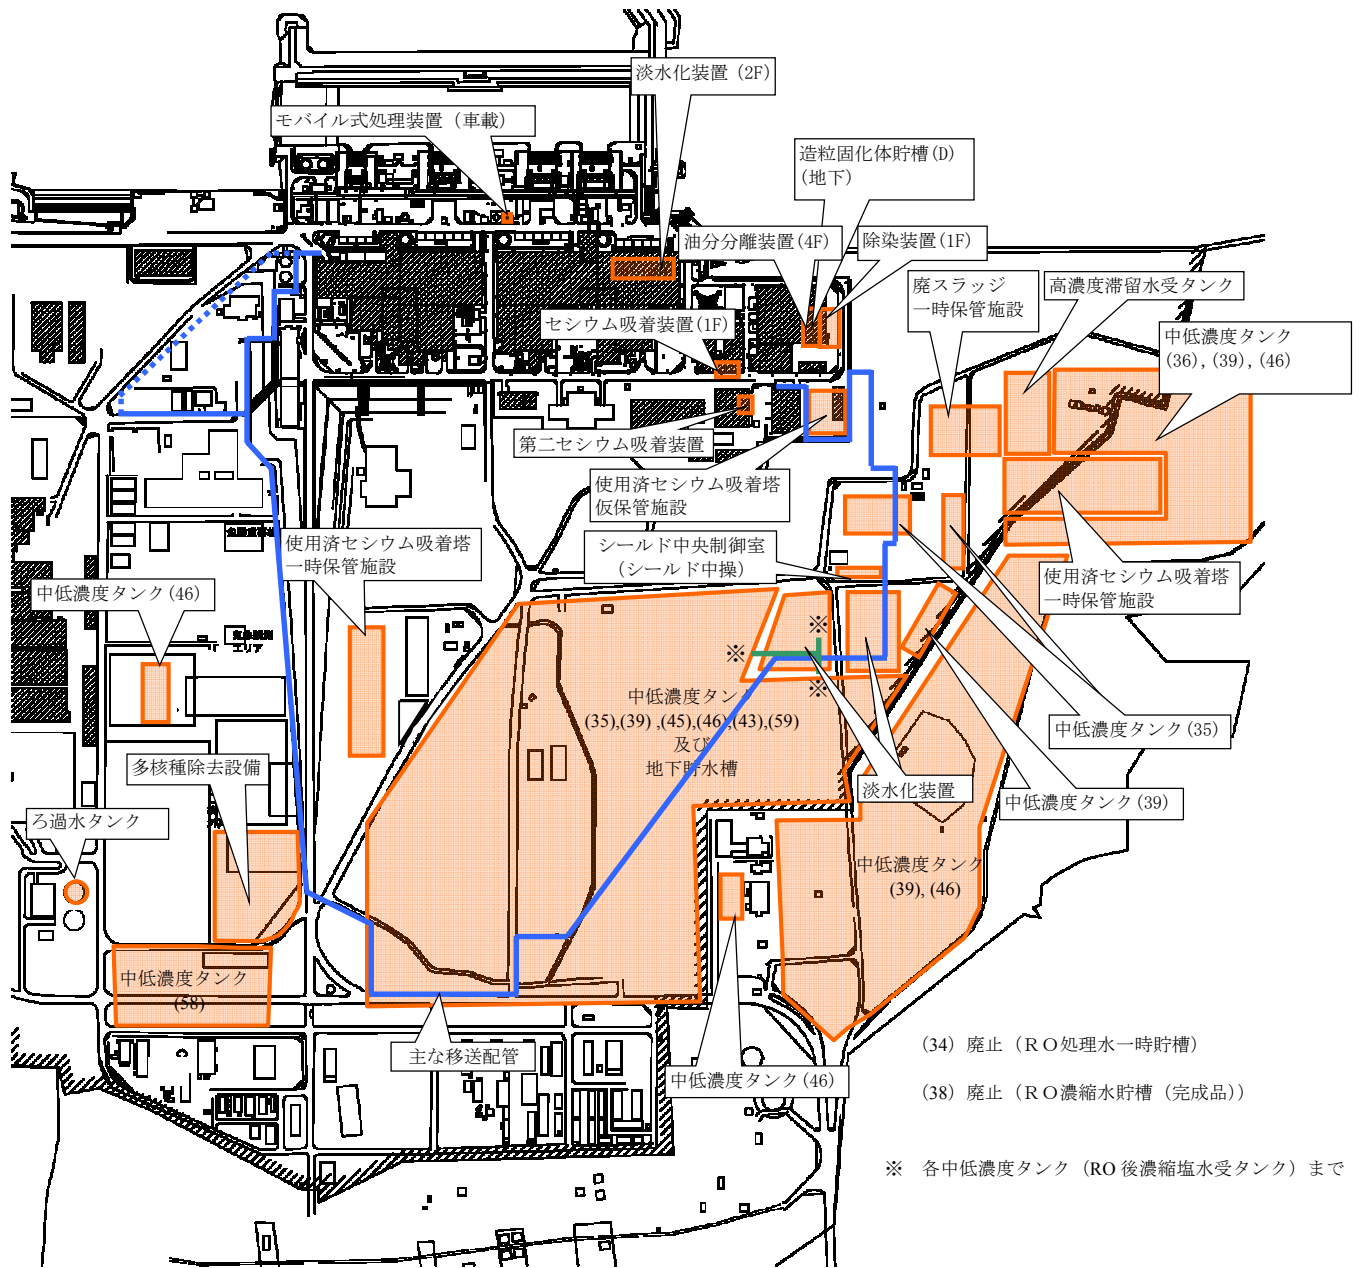 淡水化装置(2F)
モバイル式処理装置（車載）
造粒固化体貯槽(D)
(地下)
油分分離装置(4F)
除染装置(1F)
廃スラッジ
一時保管施設
高濃度滞留水受タンク
セシウム吸着装置(1F)
中低濃度タンク
(36), (39), (46)
第二セシウム吸着装置
使用済セシウム吸着塔
仮保管施設
シールド中央制御室
（シールド中操）
使用済セシウム吸着塔
一時保管施設
使用済セシウム吸着塔
一時保管施設
中低濃度タンク(46)
エリア
※
※
※
中低濃度タンク
(35),(39) ,(45),(46),(43),(59)
及び
地下貯水槽
中低濃度タンク(35)
多核種除去設備
淡水化装置
中低濃度タンク(39)
ろ過水タンク
中低濃度タンク
(39), (46)
中低濃度タンク
(58)
主な移送配管
中低濃度タンク(46)
(34) 廃止（ＲＯ処理水一時貯槽）
(38) 廃止（ＲＯ濃縮水貯槽（完成品））
※ 各中低濃度タンク（RO 後濃縮塩水受タンク）まで